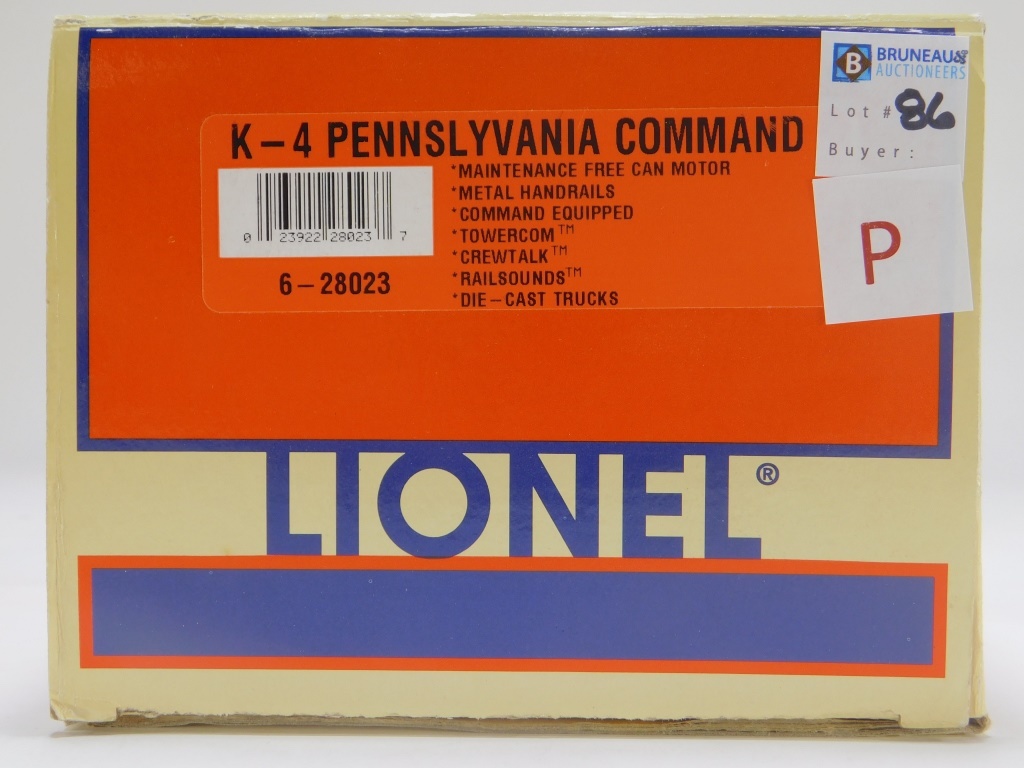 BRUNEAU &
AUCTIONEERS
Lot # 86
Buyer:
P
K-4 PENNSLYVANIA COMMAND
*MAINTENANCE FREE CAN MOTOR
*METAL HANDRAILS
*COMMAND EQUIPPED
*TOWERCOM™
*CREWTALK™
*RAILSOUNDS™
*DIE-CAST TRUCKS
0 23922 28023 7
6-28023
LIONEL®